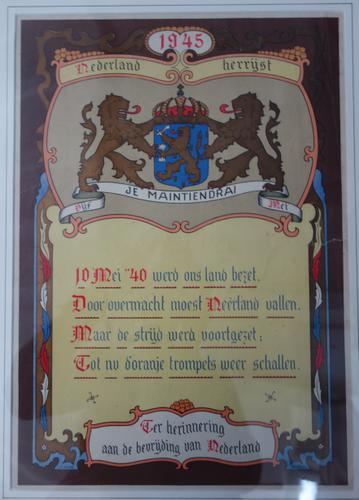 1945
Nederland herrijst
JE MAINTIENDRAI
Vijf Mei
10 Mei '40 werd ons land bezet.
Door overmacht moest Neêrland vallen.
Maar de strijd werd voortgezet;
Tot nu d'oranje trompets weer schallen.
Ter herinnering
aan de bevrijding van Nederland